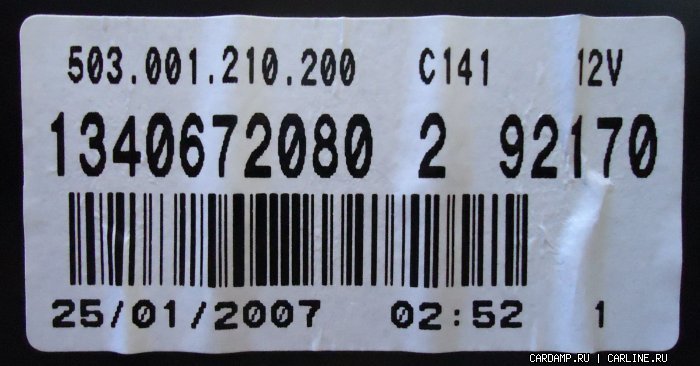 503.001.210.200 C141 12V
1340672080 2 92170
25/01/2007 02:52 1
CARDAMP.RU | CARLINE.RU